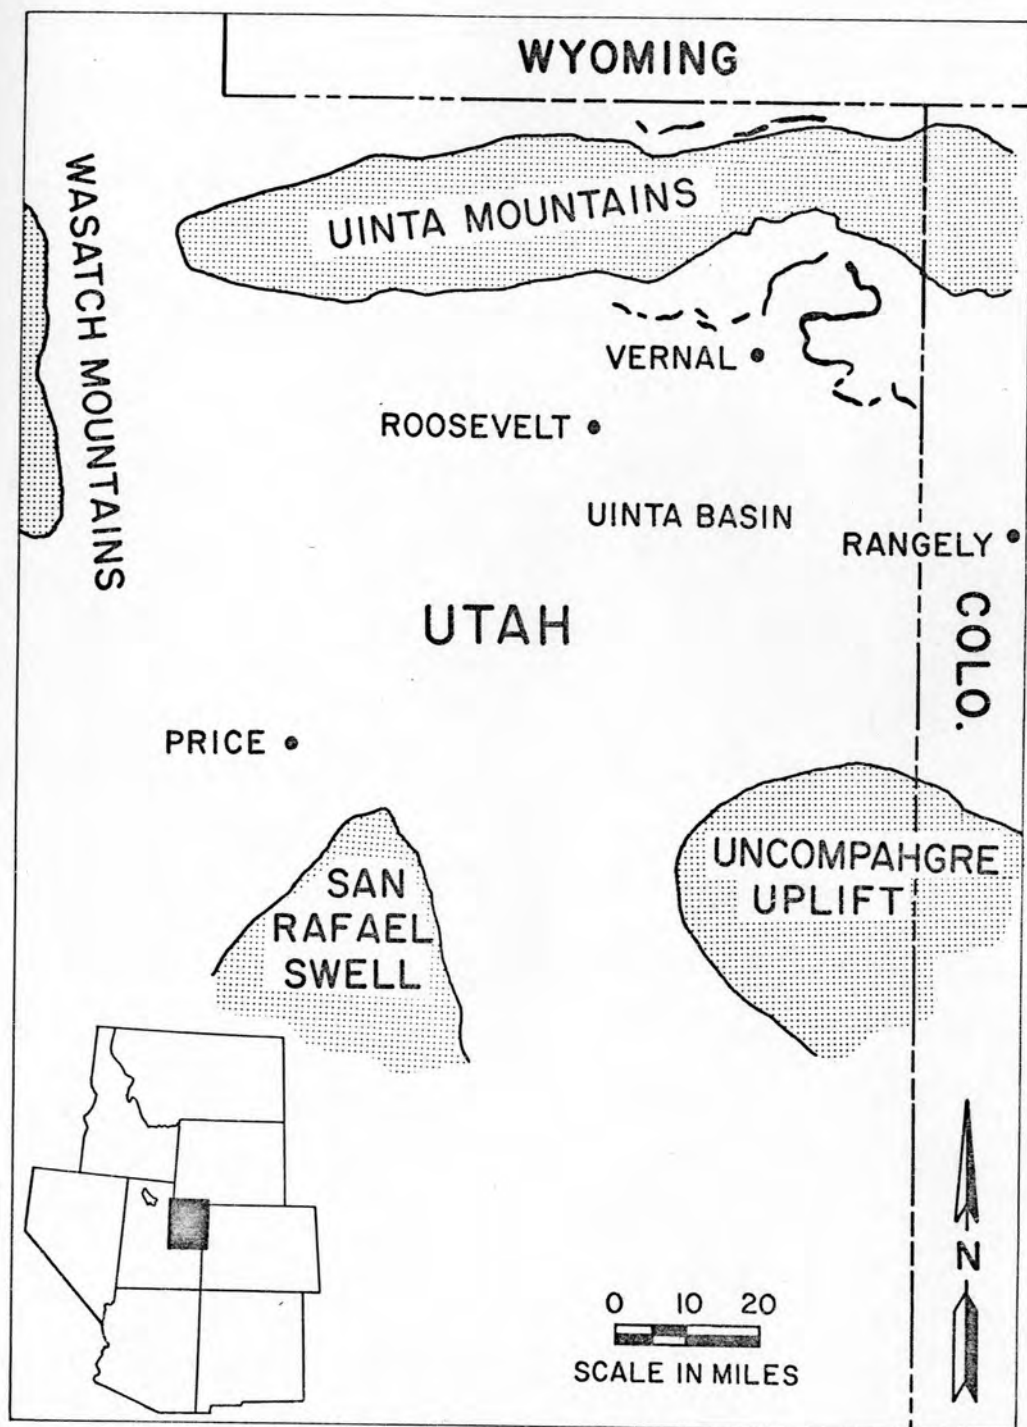 WYOMING
WASATCH MOUNTAINS
UINTA MOUNTAINS
VERNAL
ROOSEVELT
UINTA BASIN
RANGELY
UTAH
COLO.
PRICE
SAN
RAFAEL
SWELL
UNCOMPAHGRE
UPLIFT
N
0 10 20
SCALE IN MILES